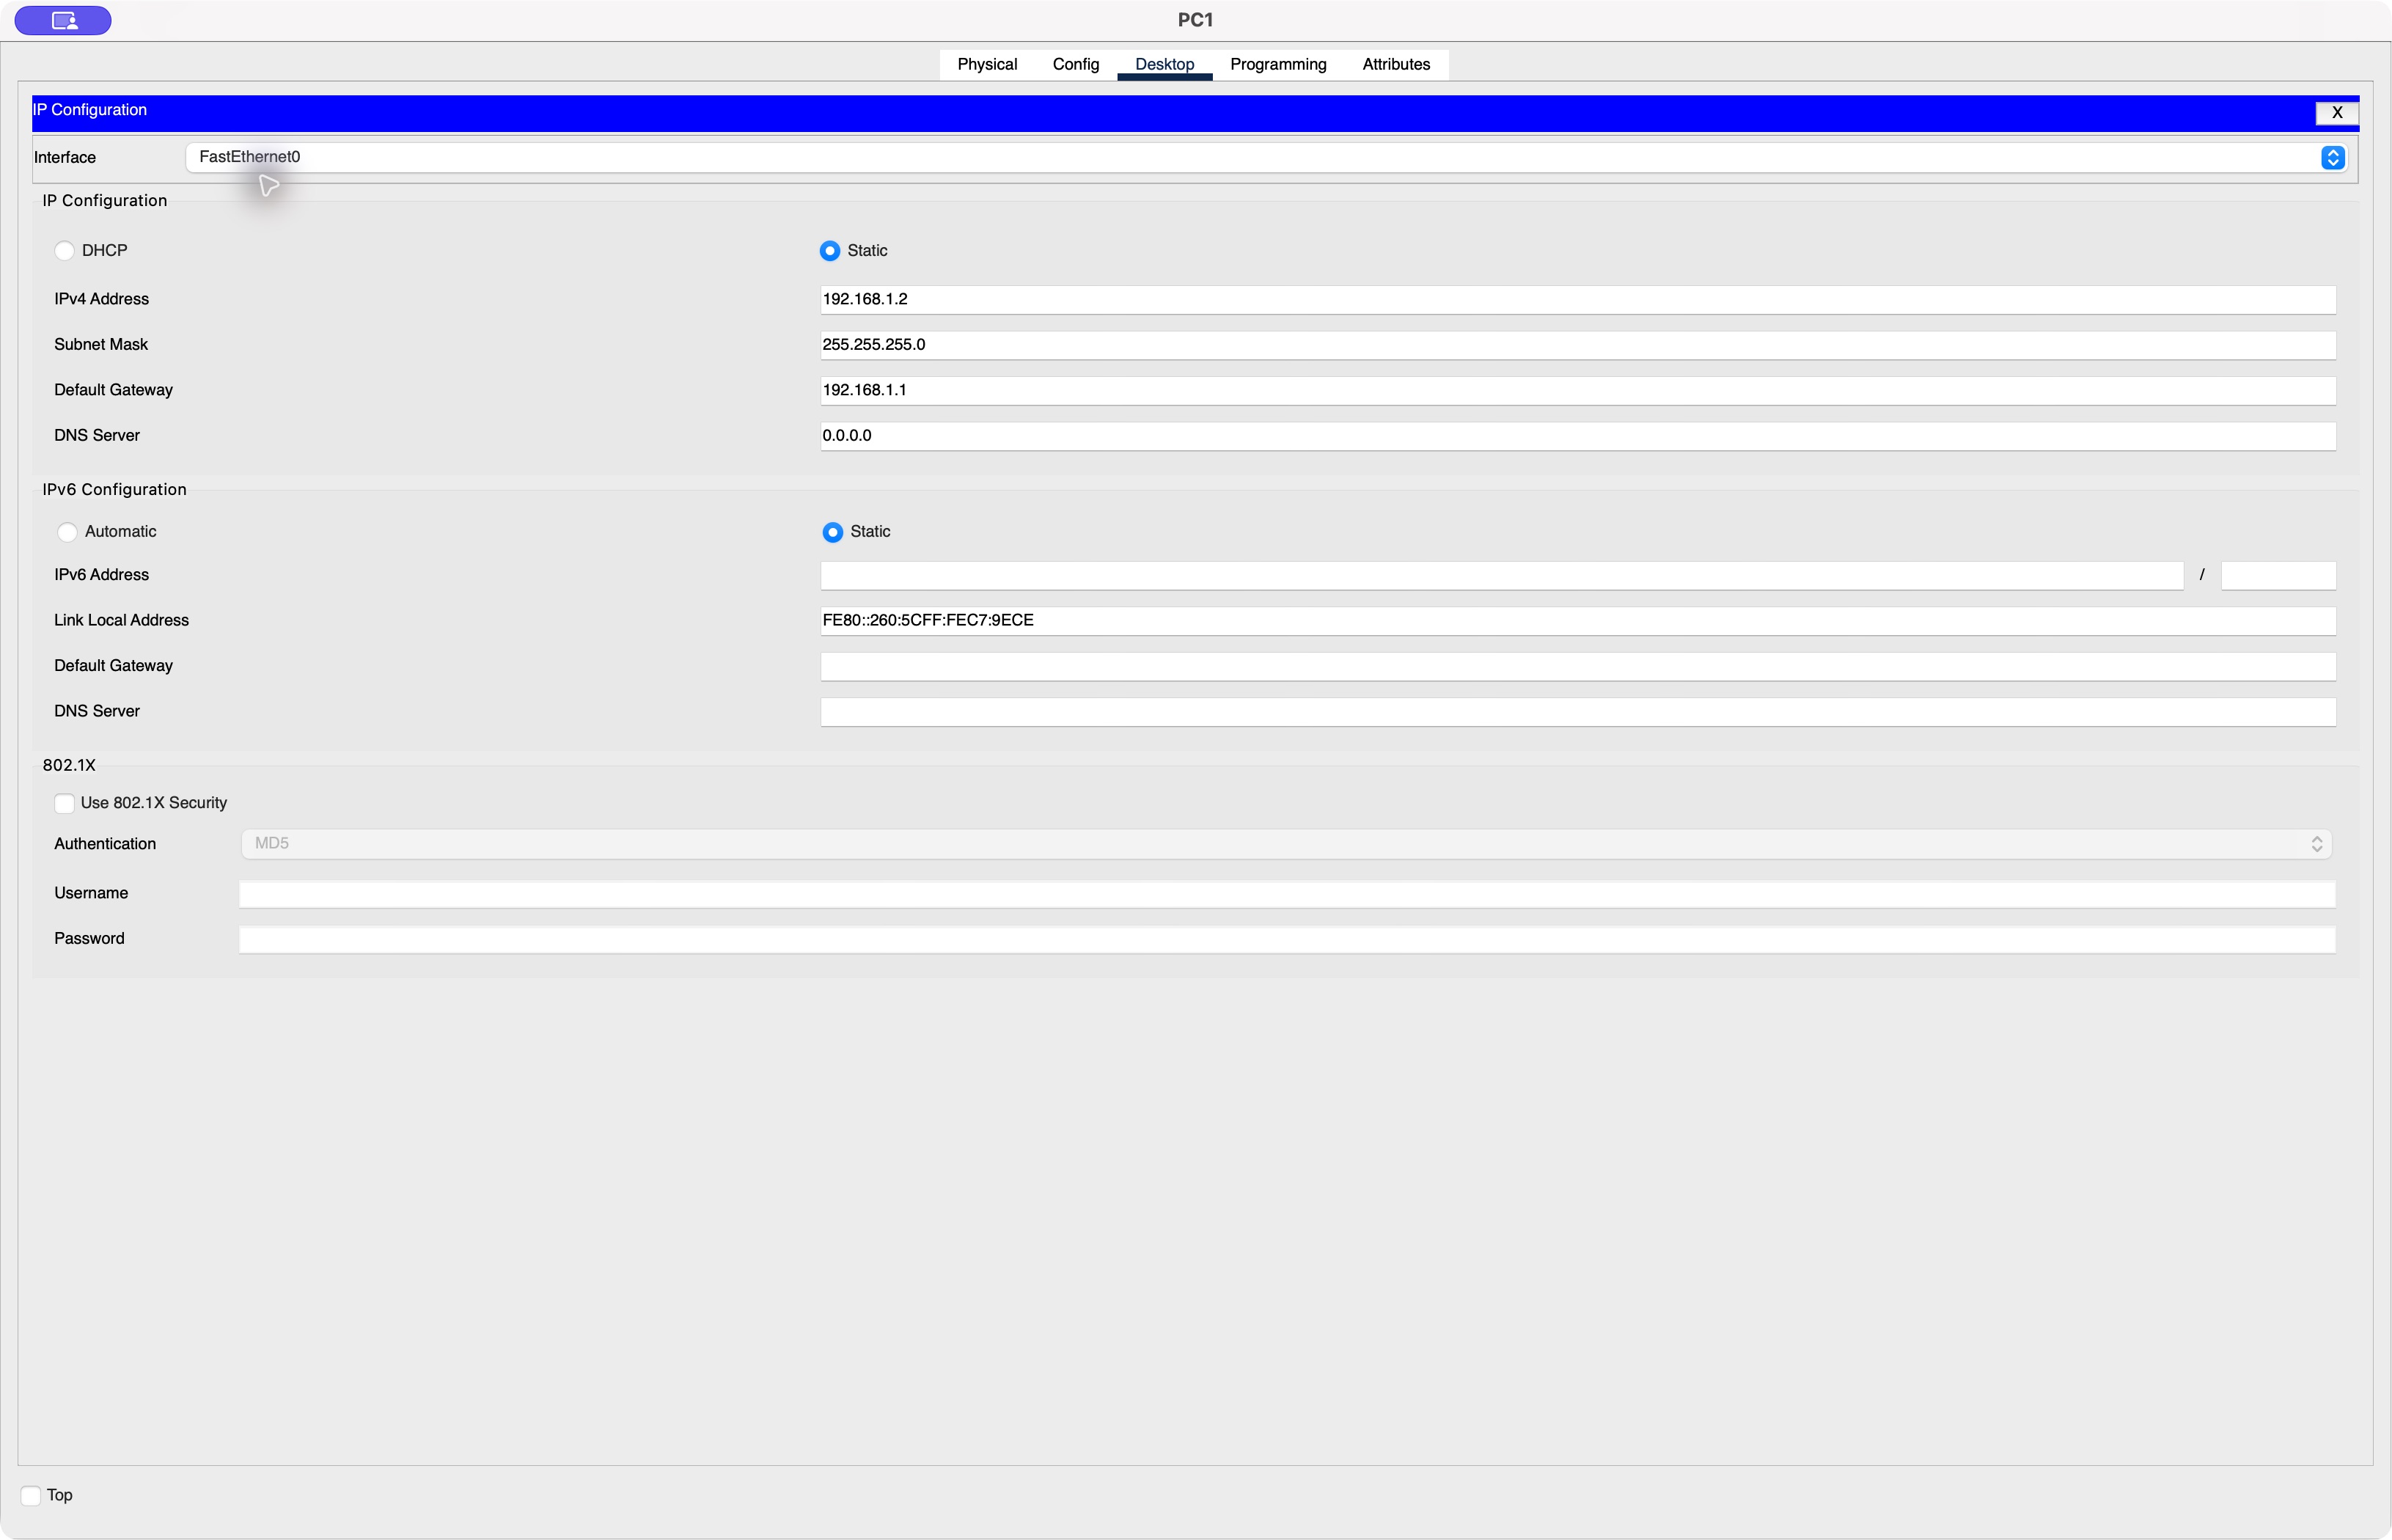 PC1
Physical Config Desktop Programming Attributes
IP Configuration X
Interface FastEthernet0
IP Configuration
DHCP Static
IPv4 Address 192.168.1.2
Subnet Mask 255.255.255.0
Default Gateway 192.168.1.1
DNS Server 0.0.0.0
IPv6 Configuration
Automatic Static
IPv6 Address /
Link Local Address FE80::260:5CFF:FEC7:9ECE
Default Gateway
DNS Server
802.1X
Use 802.1X Security
Authentication MD5
Username
Password
Top